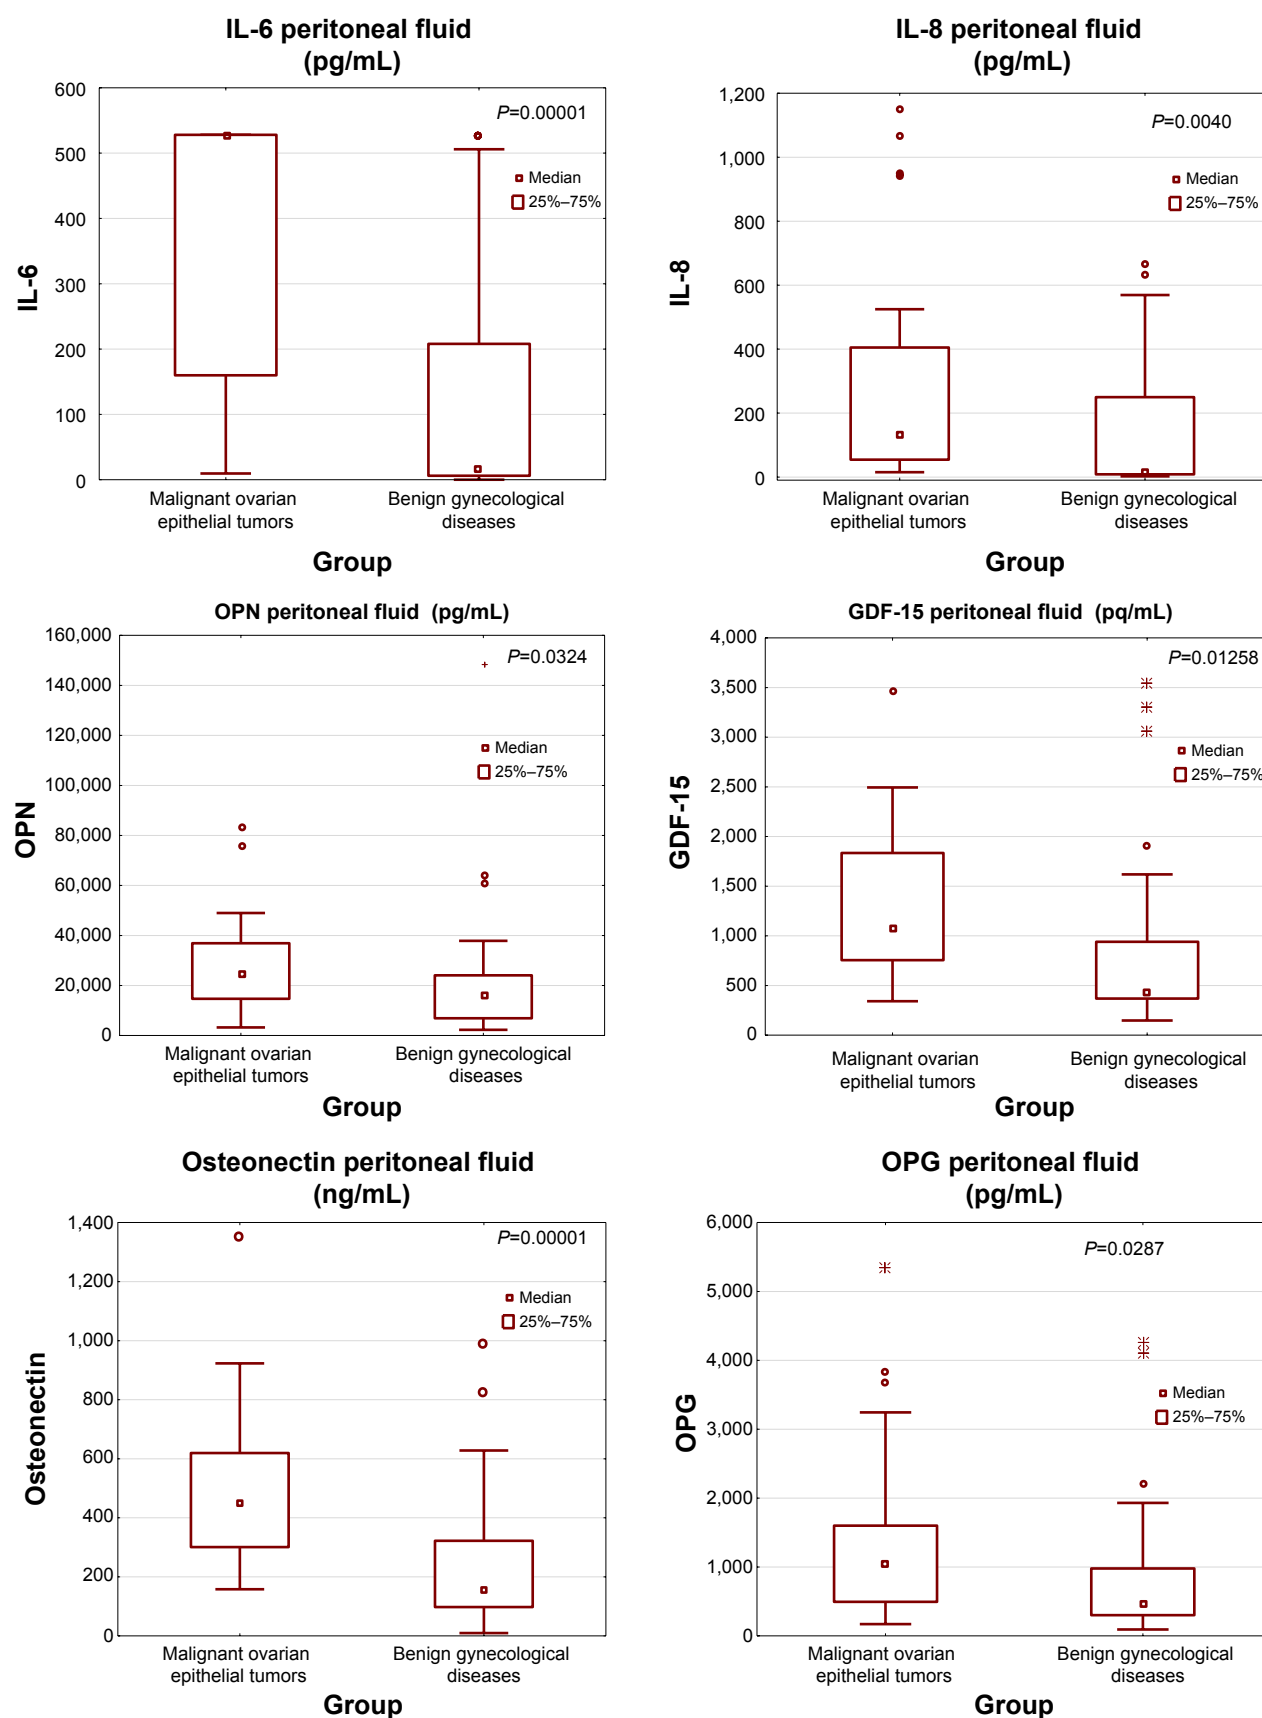 IL-6 peritoneal fluid
(pg/mL)
600
500
400
300
200
100
0
IL-6
P=0.00001
Median
25%–75%
Malignant ovarian
epithelial tumors
Benign gynecological
diseases
Group
IL-8 peritoneal fluid
(pg/mL)
1,200
1,000
800
600
400
200
0
IL-8
P=0.0040
Median
25%–75%
Malignant ovarian
epithelial tumors
Benign gynecological
diseases
Group
OPN peritoneal fluid (pg/mL)
160,000
140,000
120,000
100,000
80,000
60,000
40,000
20,000
0
OPN
P=0.0324
Median
25%–75%
Malignant ovarian
epithelial tumors
Benign gynecological
diseases
Group
GDF-15 peritoneal fluid (pq/mL)
4,000
3,500
3,000
2,500
2,000
1,500
1,000
500
0
GDF-15
P=0.01258
Median
25%–75%
Malignant ovarian
epithelial tumors
Benign gynecological
diseases
Group
Osteonectin peritoneal fluid
(ng/mL)
1,400
1,200
1,000
800
600
400
200
0
Osteonectin
P=0.00001
Median
25%–75%
Malignant ovarian
epithelial tumors
Benign gynecological
diseases
Group
OPG peritoneal fluid
(pg/mL)
6,000
5,000
4,000
3,000
2,000
1,000
0
OPG
P=0.0287
Median
25%–75%
Malignant ovarian
epithelial tumors
Benign gynecological
diseases
Group